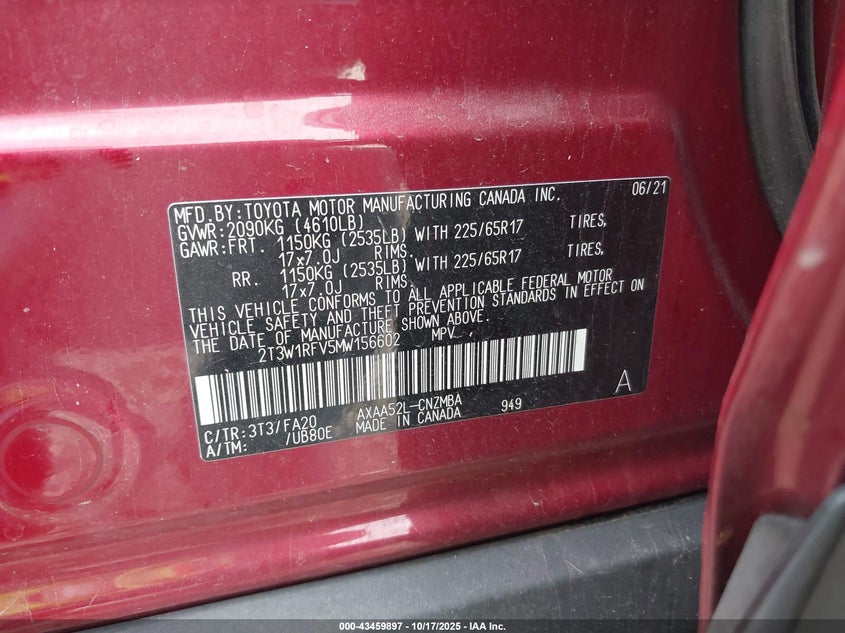 MFD.BY:TOYOTA MOTOR MANUFACTURING CANADA INC. 06/21
GVWR:2090KG (4610LB)
GAWR:FRT. 1150KG (2535LB) WITH 225/65R17 TIRES,
17x7.0J RIMS.
RR. 1150KG (2535LB) WITH 225/65R17 TIRES,
17x7.0J RIMS.
THIS VEHICLE CONFORMS TO ALL APPLICABLE FEDERAL MOTOR
VEHICLE SAFETY AND THEFT PREVENTION STANDARDS IN EFFECT ON
THE DATE OF MANUFACTURE SHOWN ABOVE.
2T3W1RFV5MW156602 MPV
A
C/TR:3T3/FA20 AXAA52L-CNZMBA 949
A/TM: /UB80E MADE IN CANADA
000-43459897 - 10/17/2025 - IAA Inc.